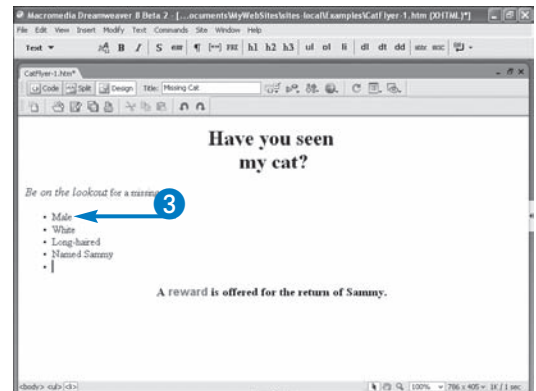 Macromedia Dreamweaver 8 Beta 2 - [...ocuments\MyWebSites\sites-local\Examples\CatFlyer-1.htm (XHTML)*]
File Edit View Insert Modify Text Commands Site Window Help
Text B I S em ¶ [""] PRE h1 h2 h3 ul ol li dl dt dd abbr
CatFlyer-1.htm*
Code Split Design Title: Missing Cat
Have you seen
my cat?
Be on the lookout for a missing
3
• Male
• White
• Long-haired
• Named Sammy
•
A reward is offered for the return of Sammy.
<body> <ul> <li> 100% 706 x 405 1K / 1 sec